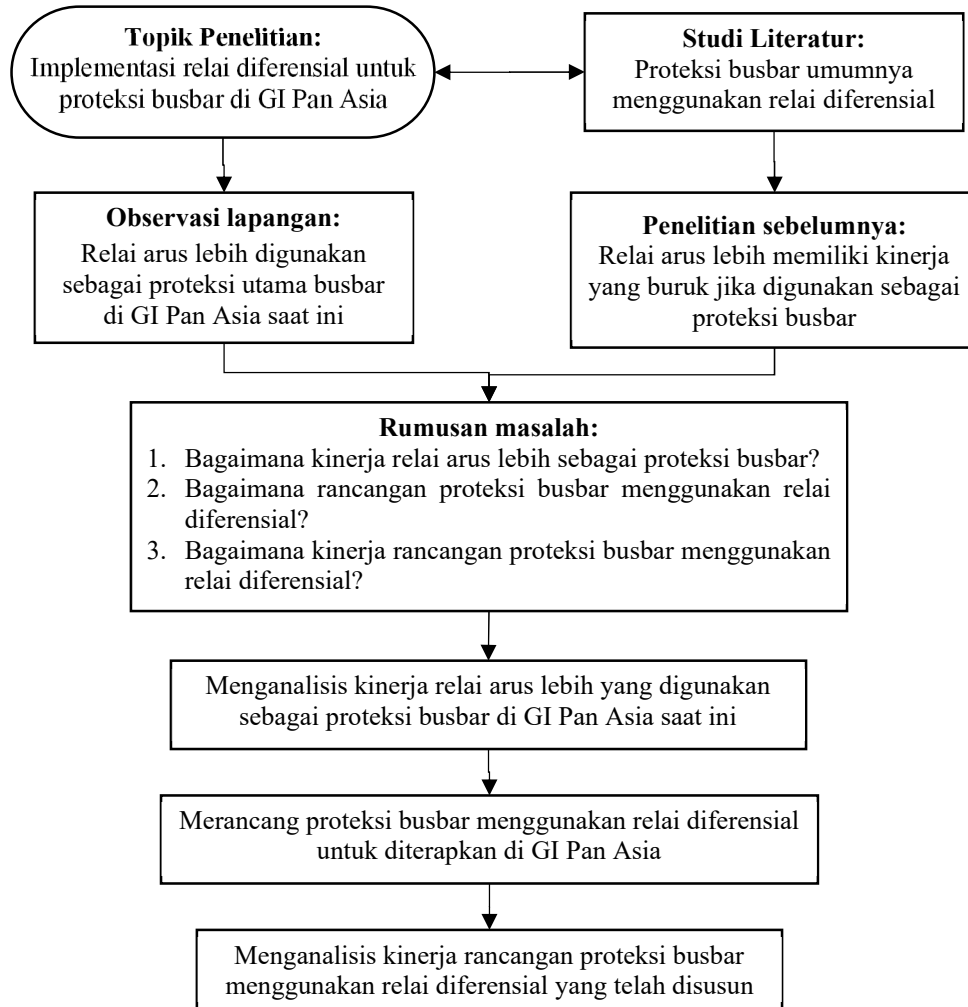 Topik Penelitian:
Implementasi relai diferensial untuk
proteksi busbar di GI Pan Asia
Studi Literatur:
Proteksi busbar umumnya
menggunakan relai diferensial
Observasi lapangan:
Relai arus lebih digunakan
sebagai proteksi utama busbar
di GI Pan Asia saat ini
Penelitian sebelumnya:
Relai arus lebih memiliki kinerja
yang buruk jika digunakan sebagai
proteksi busbar
Rumusan masalah:
1. Bagaimana kinerja relai arus lebih sebagai proteksi busbar?
2. Bagaimana rancangan proteksi busbar menggunakan relai
diferensial?
3. Bagaimana kinerja rancangan proteksi busbar menggunakan
relai diferensial?
Menganalisis kinerja relai arus lebih yang digunakan
sebagai proteksi busbar di GI Pan Asia saat ini
Merancang proteksi busbar menggunakan relai diferensial
untuk diterapkan di GI Pan Asia
Menganalisis kinerja rancangan proteksi busbar
menggunakan relai diferensial yang telah disusun